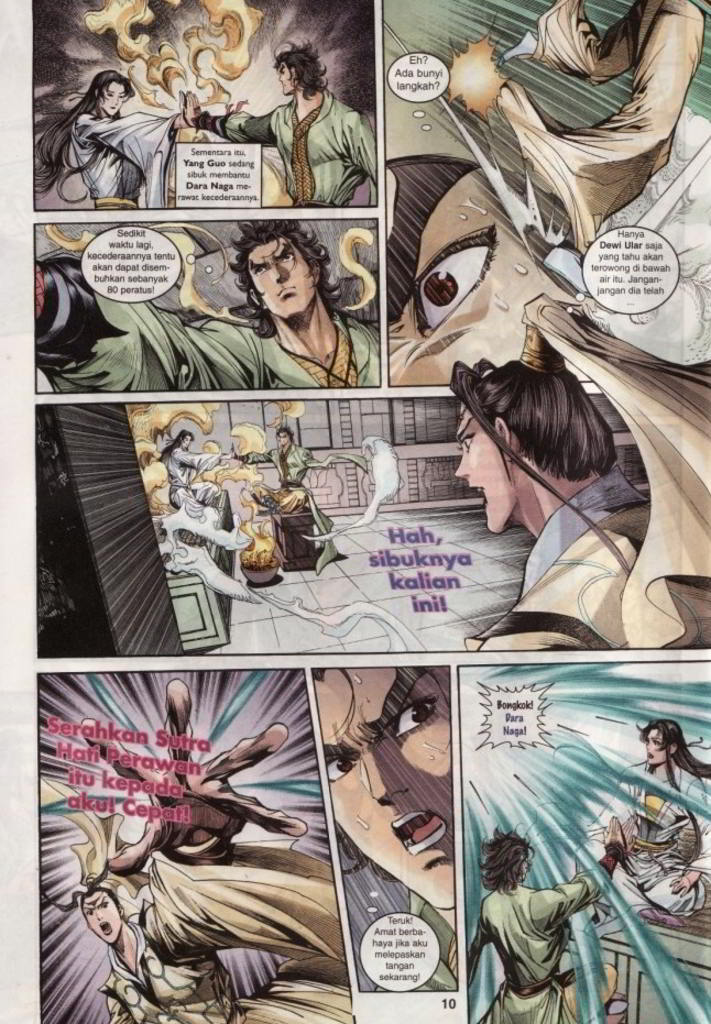 Sementara itu,
Yang Guo sedang
sibuk membantu
Dara Naga me-
rawat kecederaannya.
Eh?
Ada bunyi
langkah?
Sedikit
waktu lagi,
kecederaannya tentu
akan dapat disem-
buhkan sebanyak
80 peratus!
Hanya
Dewi Ular saja
yang tahu akan
terowong di bawah
air itu. Jangan-
jangan dia telah
...
Hah,
sibuknya
kalian
ini!
Serahkan Sutra
Hati Perawan
itu kepada
aku! Cepat!
Teruk!
Amat berba-
haya jika aku
melepaskan
tangan
sekarang!
Bongkok!
Dara
Naga!
10